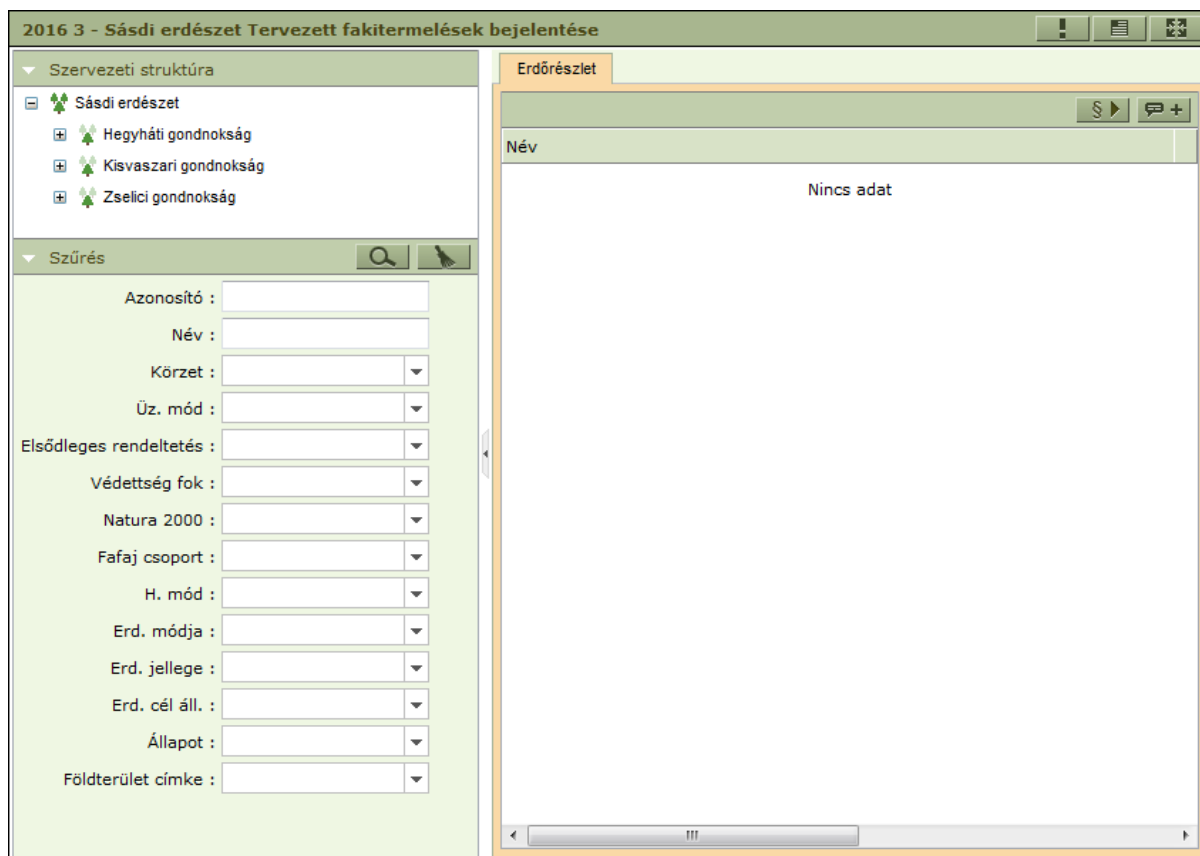 2016 3 - Sásdi erdészet Tervezett fakitermelések bejelentése
Szervezeti struktúra
Sásdi erdészet
Hegyháti gondnokság
Kisvaszari gondnokság
Zselici gondnokság
Szűrés
Azonosító :
Név :
Körzet :
Üz. mód :
Elsődleges rendeltetés :
Védettség fok :
Natura 2000 :
Fafaj csoport :
H. mód :
Erd. módja :
Erd. jellege :
Erd. cél áll. :
Állapot :
Földterület címke :
Erdőrészlet
§
Név
Nincs adat